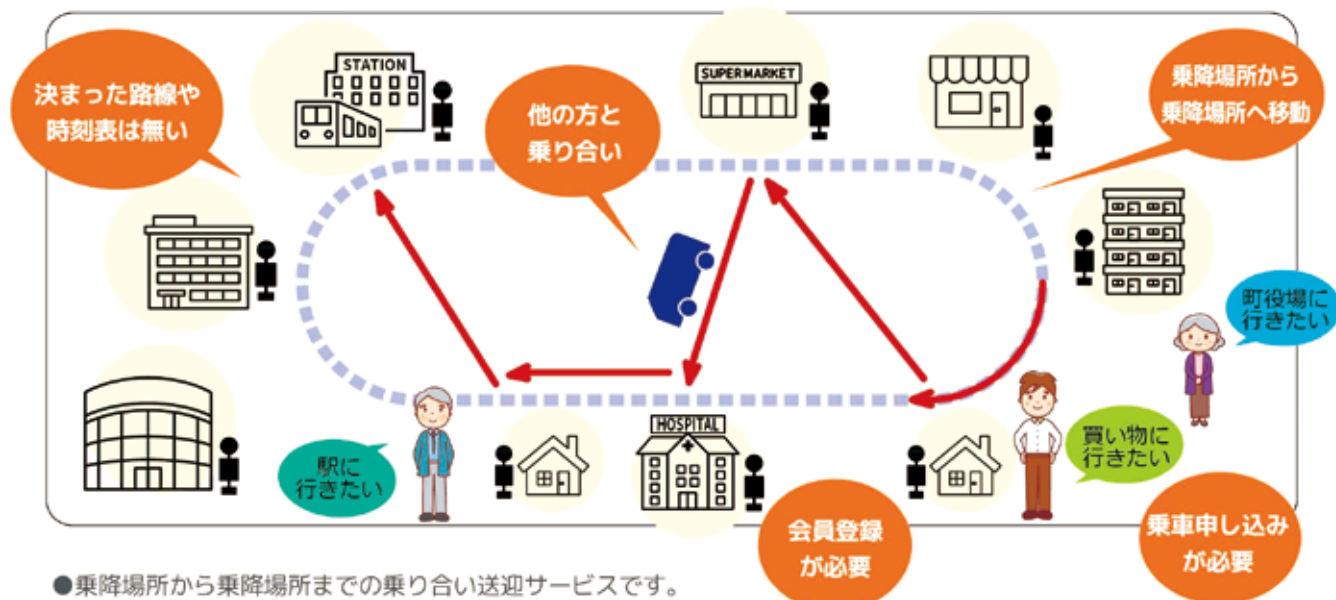 決まった路線や
時刻表は無い
STATION
他の方と
乗り合い
SUPERMARKET
乗降場所から
乗降場所へ移動
町役場に
行きたい
駅に
行きたい
HOSPITAL
買い物に
行きたい
会員登録
が必要
乗車申し込み
が必要
●乗降場所から乗降場所までの乗り合い送迎サービスです。